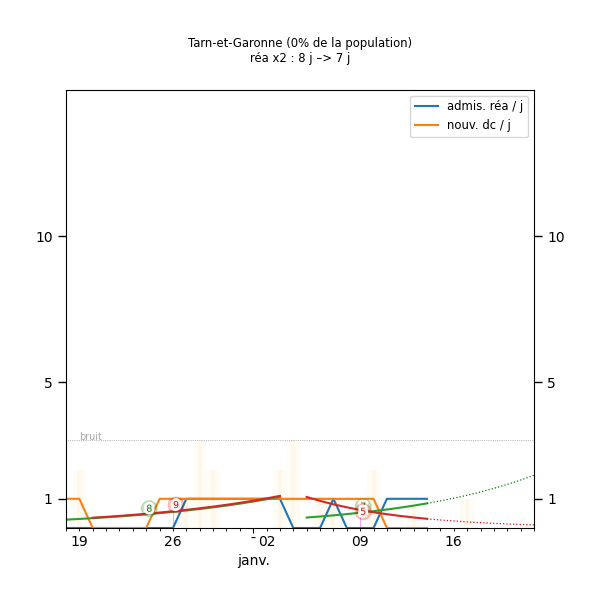 Tarn-et-Garonne (0% de la population)
réa x2 : 8 j –> 7 j
admis. réa / j
nouv. dc / j
10
10
5
5
bruit
1
1
8
9
5
19
26
02
09
16
janv.